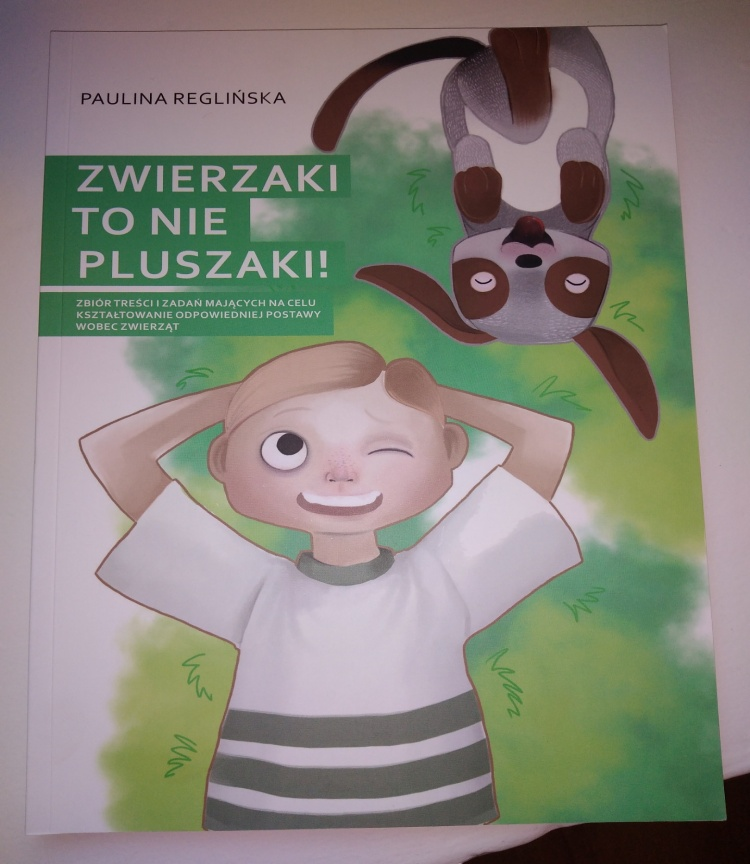 PAULINA REGLIŃSKA
ZWIERZAKI
TO NIE
PLUSZAKI!
ZBIÓR TREŚCI I ZADAŃ MAJĄCYCH NA CELU
KSZTAŁTOWANIE ODPOWIEDNIEJ POSTAWY
WOBEC ZWIERZĄT